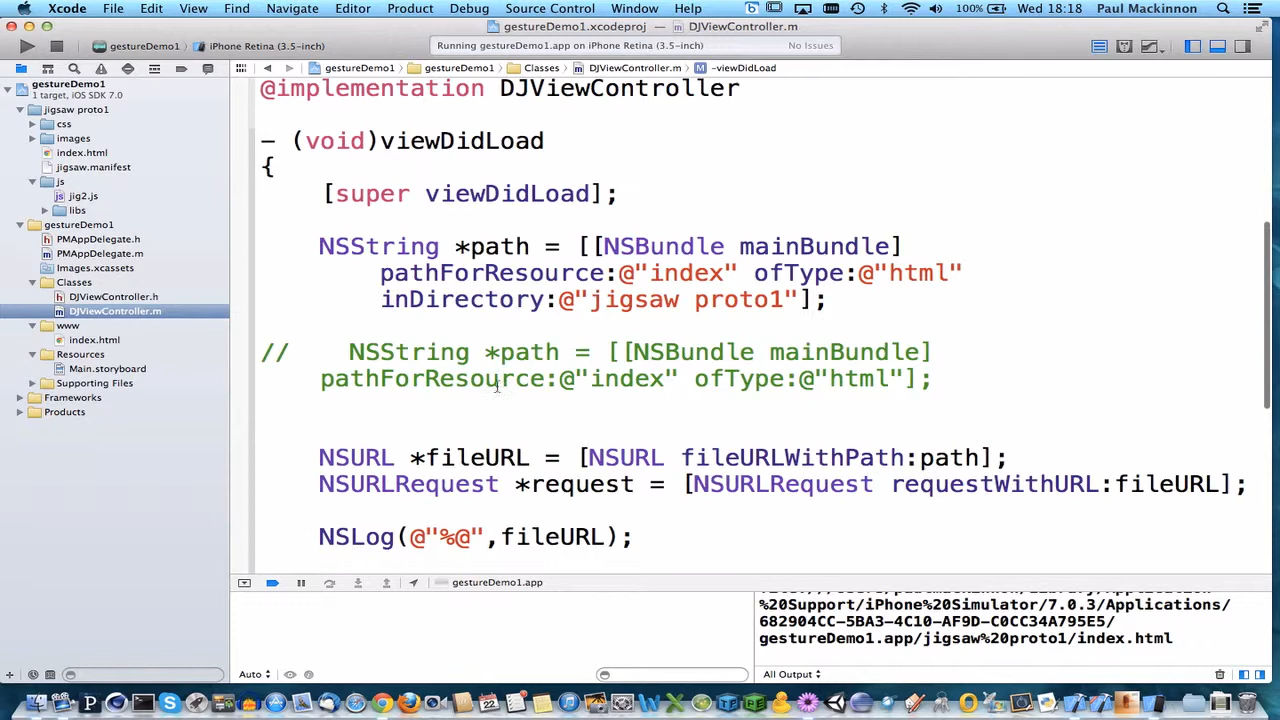 Xcode File Edit View Find Navigate Editor Product Debug Source Control Window Help 100% Wed 18:18 Paul Mackinnon
gestureDemo1.xcodeproj — DJViewController.m
gestureDemo1 iPhone Retina (3.5-inch) Running gestureDemo1.app on iPhone Retina (3.5-inch) No Issues
gestureDemo1 gestureDemo1 Classes DJViewController.m -viewDidLoad
gestureDemo1
1 target, iOS SDK 7.0
jigsaw proto1
css
images
index.html
jigsaw.manifest
js
jig2.js
libs
gestureDemo1
PMAppDelegate.h
PMAppDelegate.m
Images.xcassets
Classes
DJViewController.h
DJViewController.m
www
index.html
Resources
Main.storyboard
Supporting Files
Frameworks
Products
@implementation DJViewController
- (void)viewDidLoad
{
[super viewDidLoad];
NSString *path = [[NSBundle mainBundle]
pathForResource:@"index" ofType:@"html"
inDirectory:@"jigsaw proto1"];
// NSString *path = [[NSBundle mainBundle]
pathForResource:@"index" ofType:@"html"];
NSURL *fileURL = [NSURL fileURLWithPath:path];
NSURLRequest *request = [NSURLRequest requestWithURL:fileURL];
NSLog(@"%@",fileURL);
gestureDemo1.app
%20Support/iPhone%20Simulator/7.0.3/Applications/
682904CC-5BA3-4C10-AF9D-C0CC34A795E5/
gestureDemo1.app/jigsaw%20proto1/index.html
Auto All Output